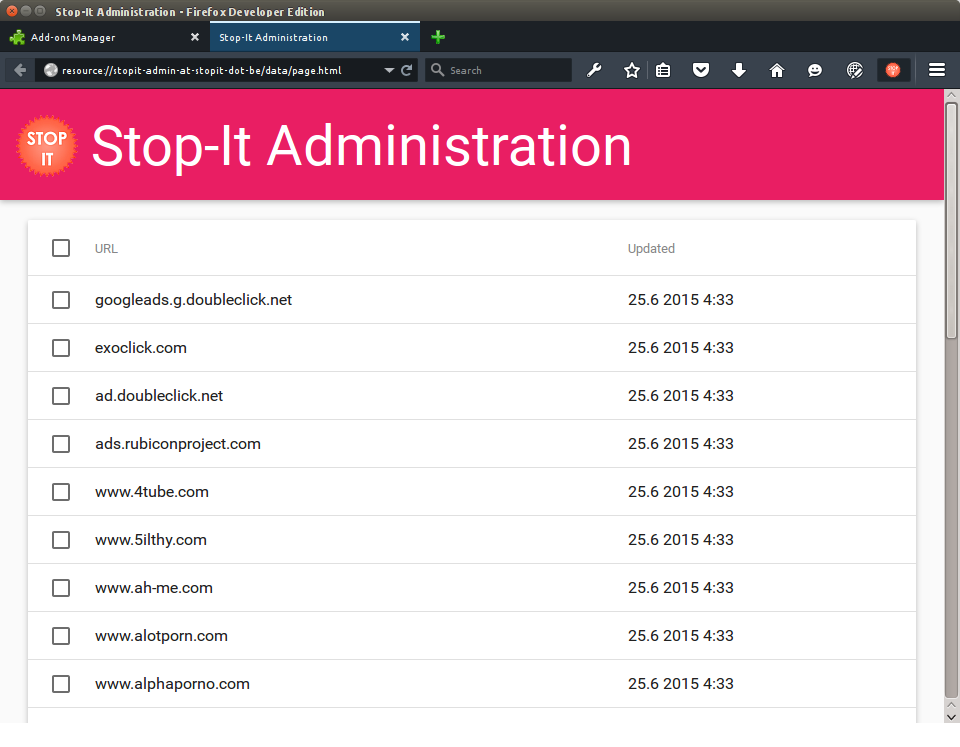 Stop-It Administration - Firefox Developer Edition
Add-ons Manager
Stop-It Administration
resource://stopit-admin-at-stopit-dot-be/data/page.html
Search
STOP
IT
Stop-It Administration
URL Updated
googleads.g.doubleclick.net 25.6 2015 4:33
exoclick.com 25.6 2015 4:33
ad.doubleclick.net 25.6 2015 4:33
ads.rubiconproject.com 25.6 2015 4:33
www.4tube.com 25.6 2015 4:33
www.5ilthy.com 25.6 2015 4:33
www.ah-me.com 25.6 2015 4:33
www.alotporn.com 25.6 2015 4:33
www.alphaporno.com 25.6 2015 4:33